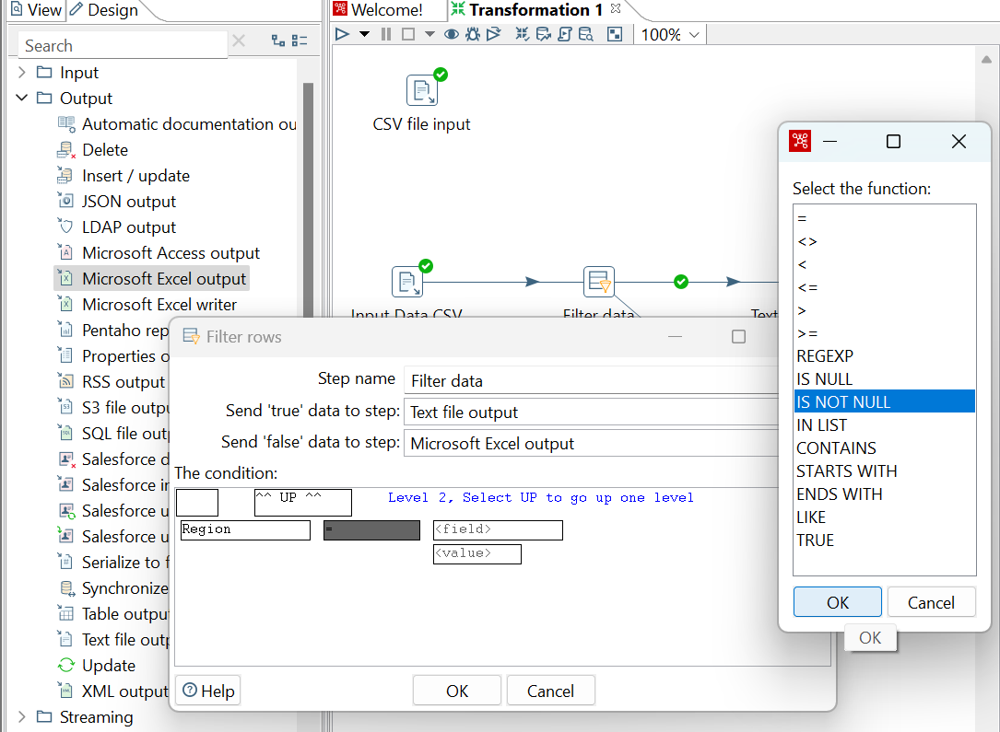 View
Design
Welcome!
Transformation 1
Search
100%
Input
Output
Automatic documentation ou
Delete
Insert / update
JSON output
LDAP output
Microsoft Access output
Microsoft Excel output
Microsoft Excel writer
Pentaho rep
Properties o
RSS output
S3 file outpu
SQL file outp
Salesforce d
Salesforce in
Salesforce u
Salesforce u
Serialize to f
Synchronize
Table outpu
Text file outp
Update
XML output
Streaming
CSV file input
Input Data CSV
Filter data
Text
Filter rows
Step name
Filter data
Send 'true' data to step:
Text file output
Send 'false' data to step:
Microsoft Excel output
The condition:
^^ UP ^^
Level 2, Select UP to go up one level
Region
=
<field>
<value>
Help
OK
Cancel
Select the function:
=
<>
<
<=
>
>=
REGEXP
IS NULL
IS NOT NULL
IN LIST
CONTAINS
STARTS WITH
ENDS WITH
LIKE
TRUE
OK
Cancel
OK